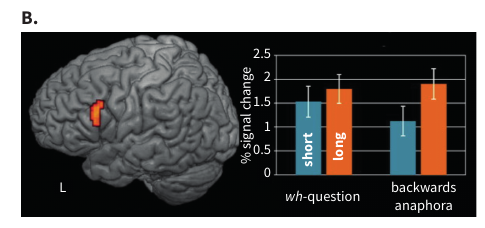 B.
L
% signal change
2.5
2
1.5
1
0.5
0
short
long
wh-question
backwards
anaphora